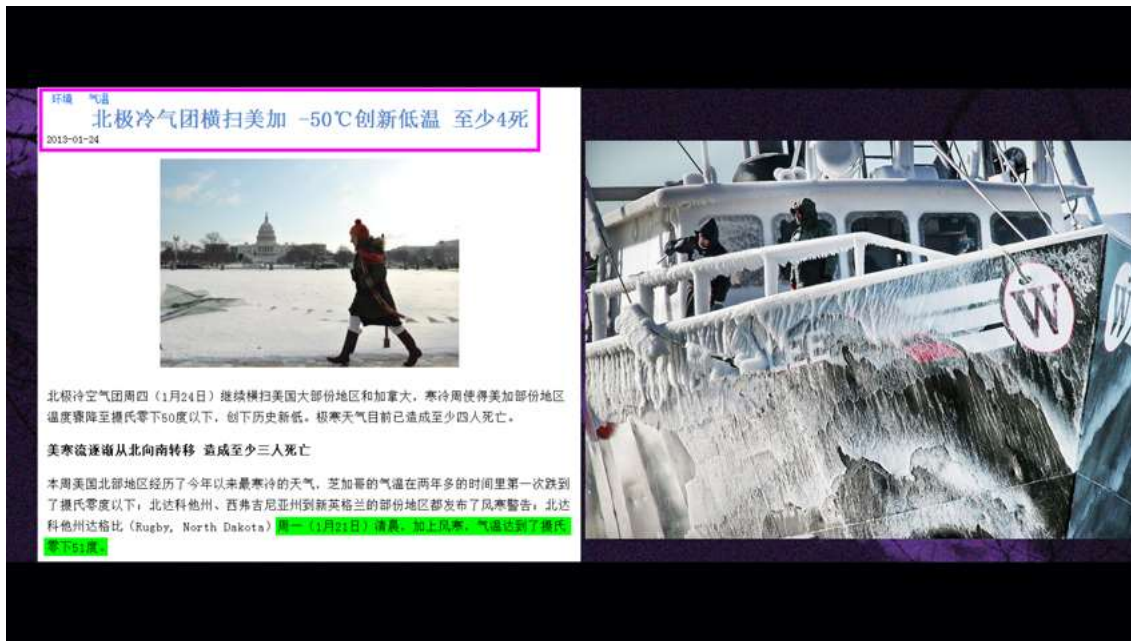 环境 气温
北极冷气团横扫美加 -50℃创新低温 至少4死
2013-01-24
北极冷空气团周四（1月24日）继续横扫美国大部份地区和加拿大，寒冷周使得美加部份地区
温度骤降至摄氏零下50度以下，创下历史新低。极寒天气目前已造成至少四人死亡。
美寒流逐渐从北向南转移 造成至少三人死亡
本周美国北部地区经历了今年以来最寒冷的天气，芝加哥的气温在两年多的时间里第一次跌到
了摄氏零度以下；北达科他州、西弗吉尼亚州到新英格兰的部份地区都发布了风寒警告；北达
科他州达格比（Rugby, North Dakota）周一（1月21日）清晨，加上风寒，气温达到了摄氏
零下51度。
W
W